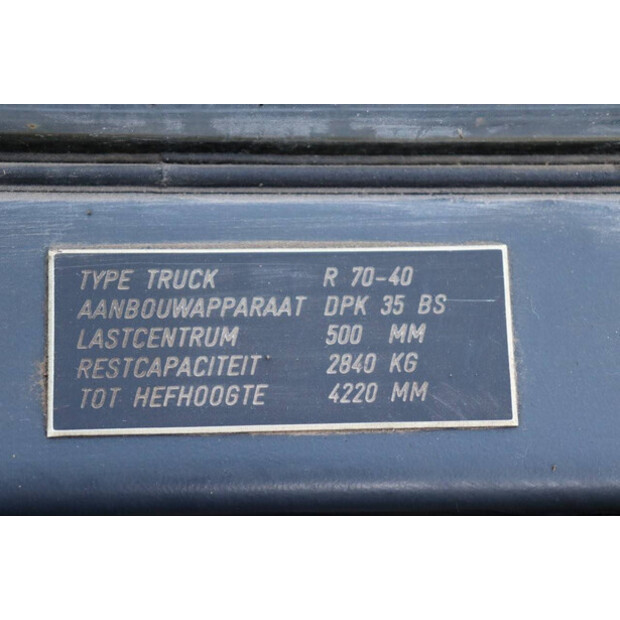 TYPE TRUCK R 70-40
AANBOUWAPPARAAT DPK 35 BS
LASTCENTRUM 500 MM
RESTCAPACITEIT 2840 KG
TOT HEFHOOGTE 4220 MM